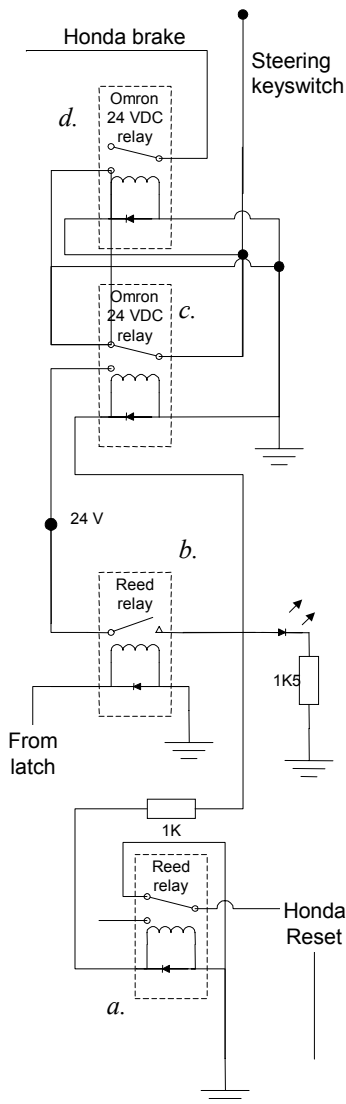 Honda brake
Steering
keyswitch
d.
Omron
24 VDC
relay
Omron
24 VDC
relay
c.
24 V
b.
Reed
relay
1K5
From
latch
1K
Reed
relay
Honda
Reset
a.